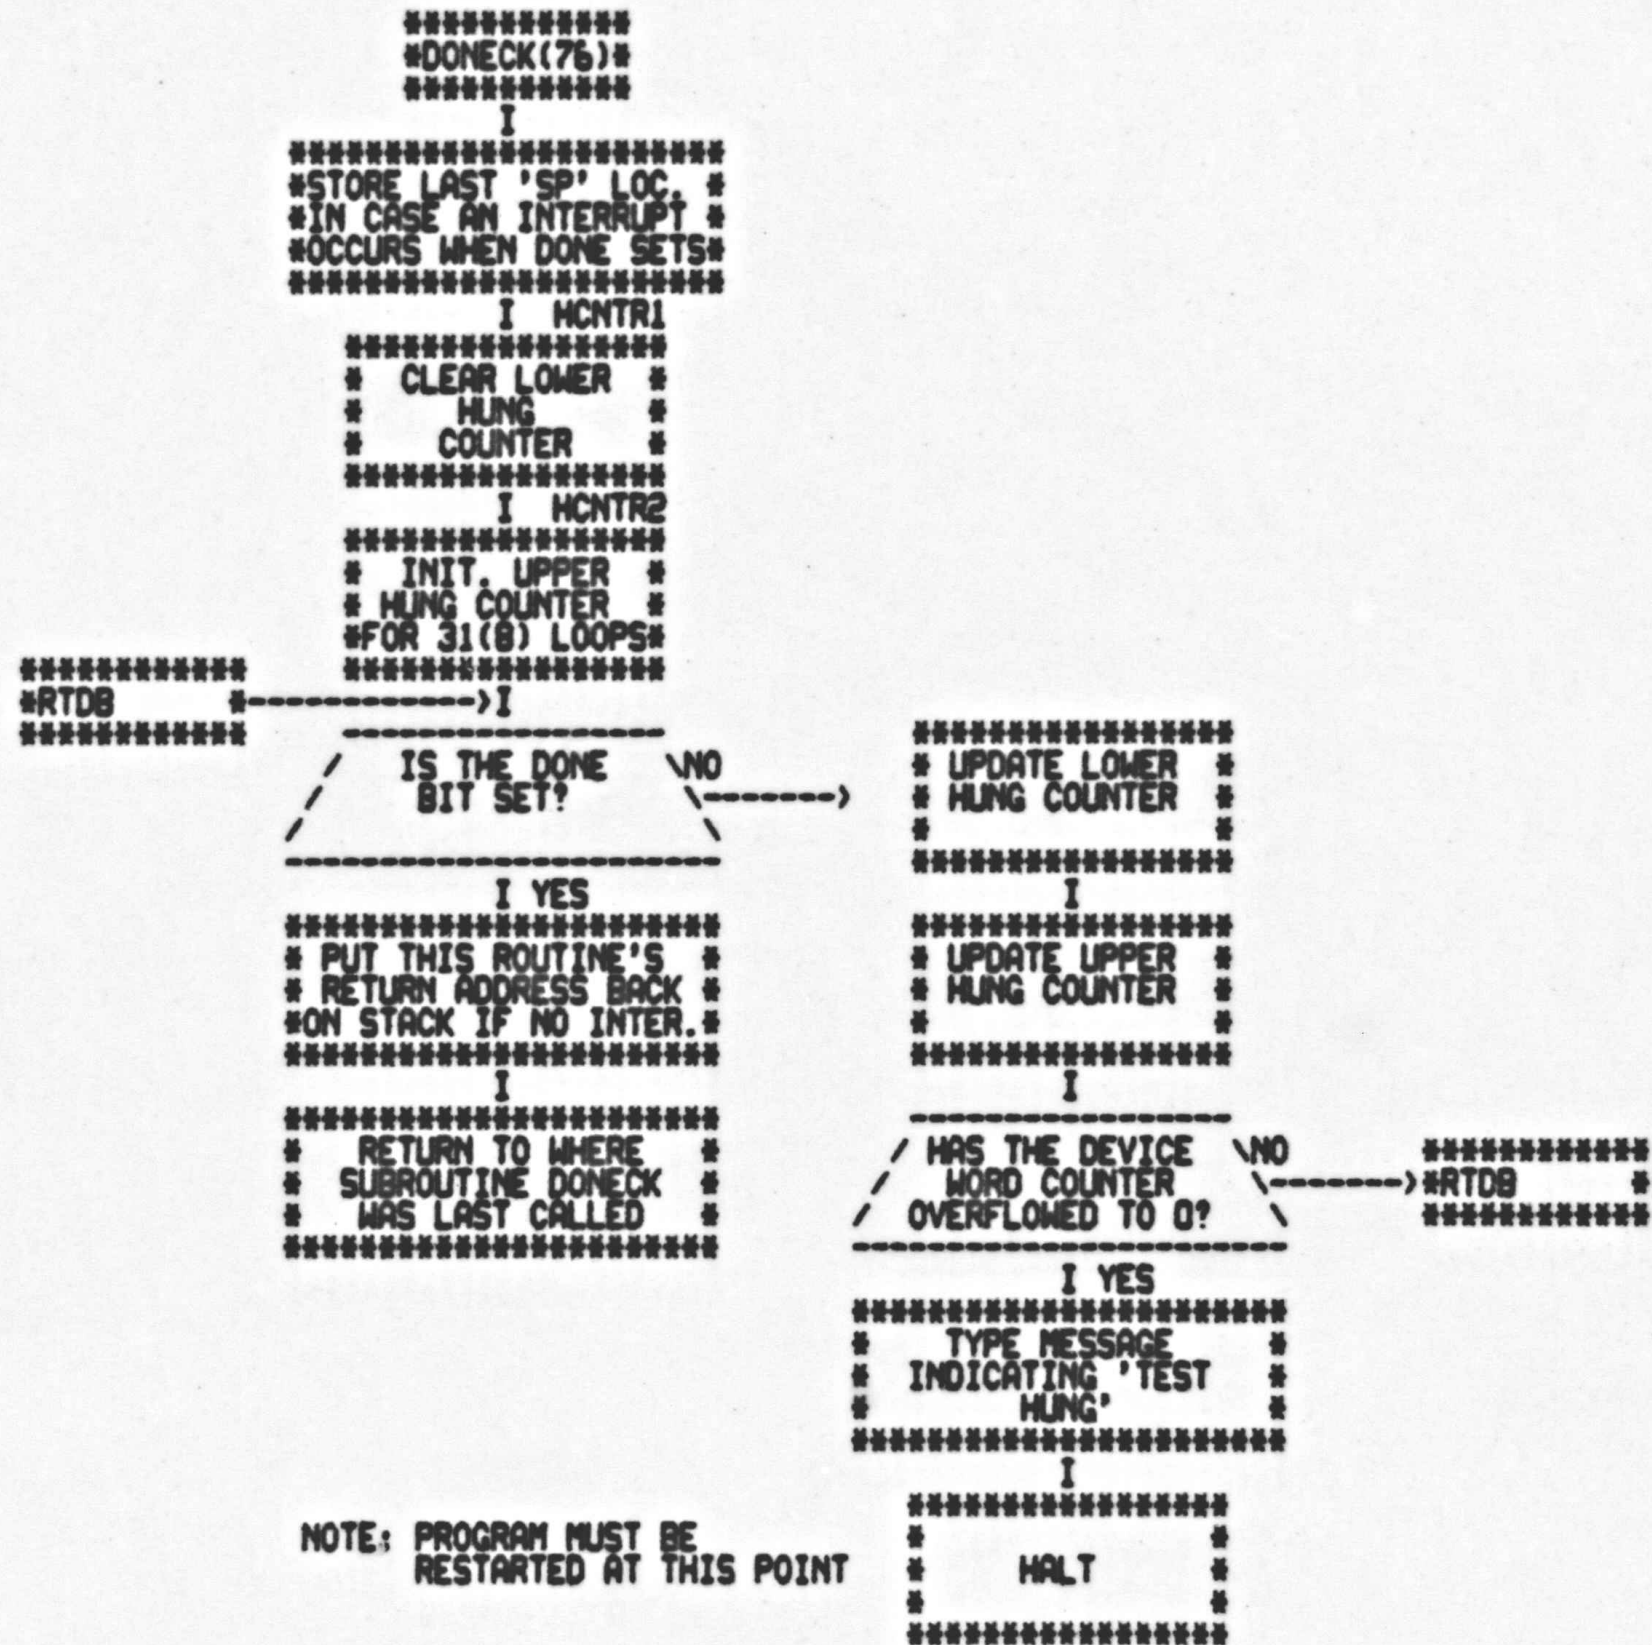 DONECK(76)
STORE LAST 'SP' LOC.
IN CASE AN INTERRUPT
OCCURS WHEN DONE SETS
I HCNTR1
CLEAR LOWER
HUNG
COUNTER
I HCNTR2
INIT. UPPER
HUNG COUNTER
FOR 31(8) LOOPS
RTDB
IS THE DONE
BIT SET?
NO
I YES
PUT THIS ROUTINE'S
RETURN ADDRESS BACK
ON STACK IF NO INTER.
RETURN TO WHERE
SUBROUTINE DONECK
WAS LAST CALLED
UPDATE LOWER
HUNG COUNTER
UPDATE UPPER
HUNG COUNTER
HAS THE DEVICE
WORD COUNTER
OVERFLOWED TO 0?
NO
RTDB
I YES
TYPE MESSAGE
INDICATING 'TEST
HUNG'
HALT
NOTE: PROGRAM MUST BE
RESTARTED AT THIS POINT